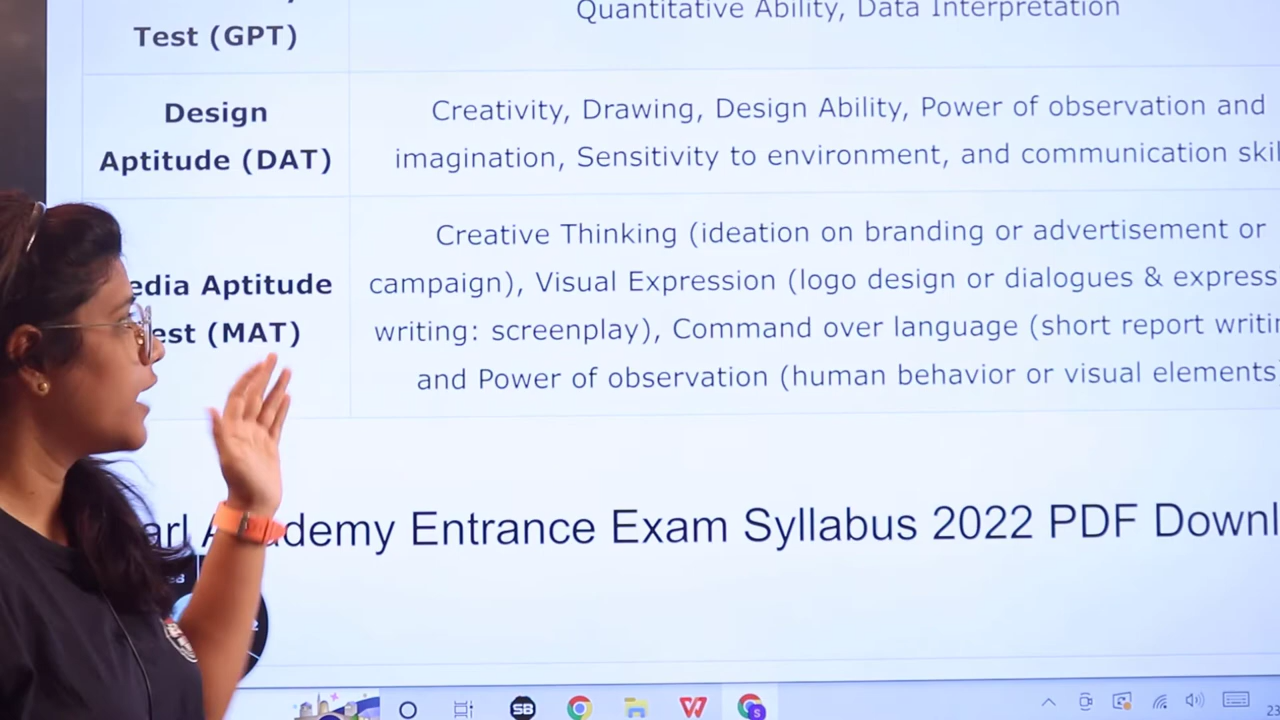 Quantitative Ability, Data Interpretation
Test (GPT)
Design
Aptitude (DAT)
Creativity, Drawing, Design Ability, Power of observation and
imagination, Sensitivity to environment, and communication skil
edia Aptitude
est (MAT)
Creative Thinking (ideation on branding or advertisement or
campaign), Visual Expression (logo design or dialogues & express
writing: screenplay), Command over language (short report writin
and Power of observation (human behavior or visual elements)
arl A demy Entrance Exam Syllabus 2022 PDF Downl
SB
S
23